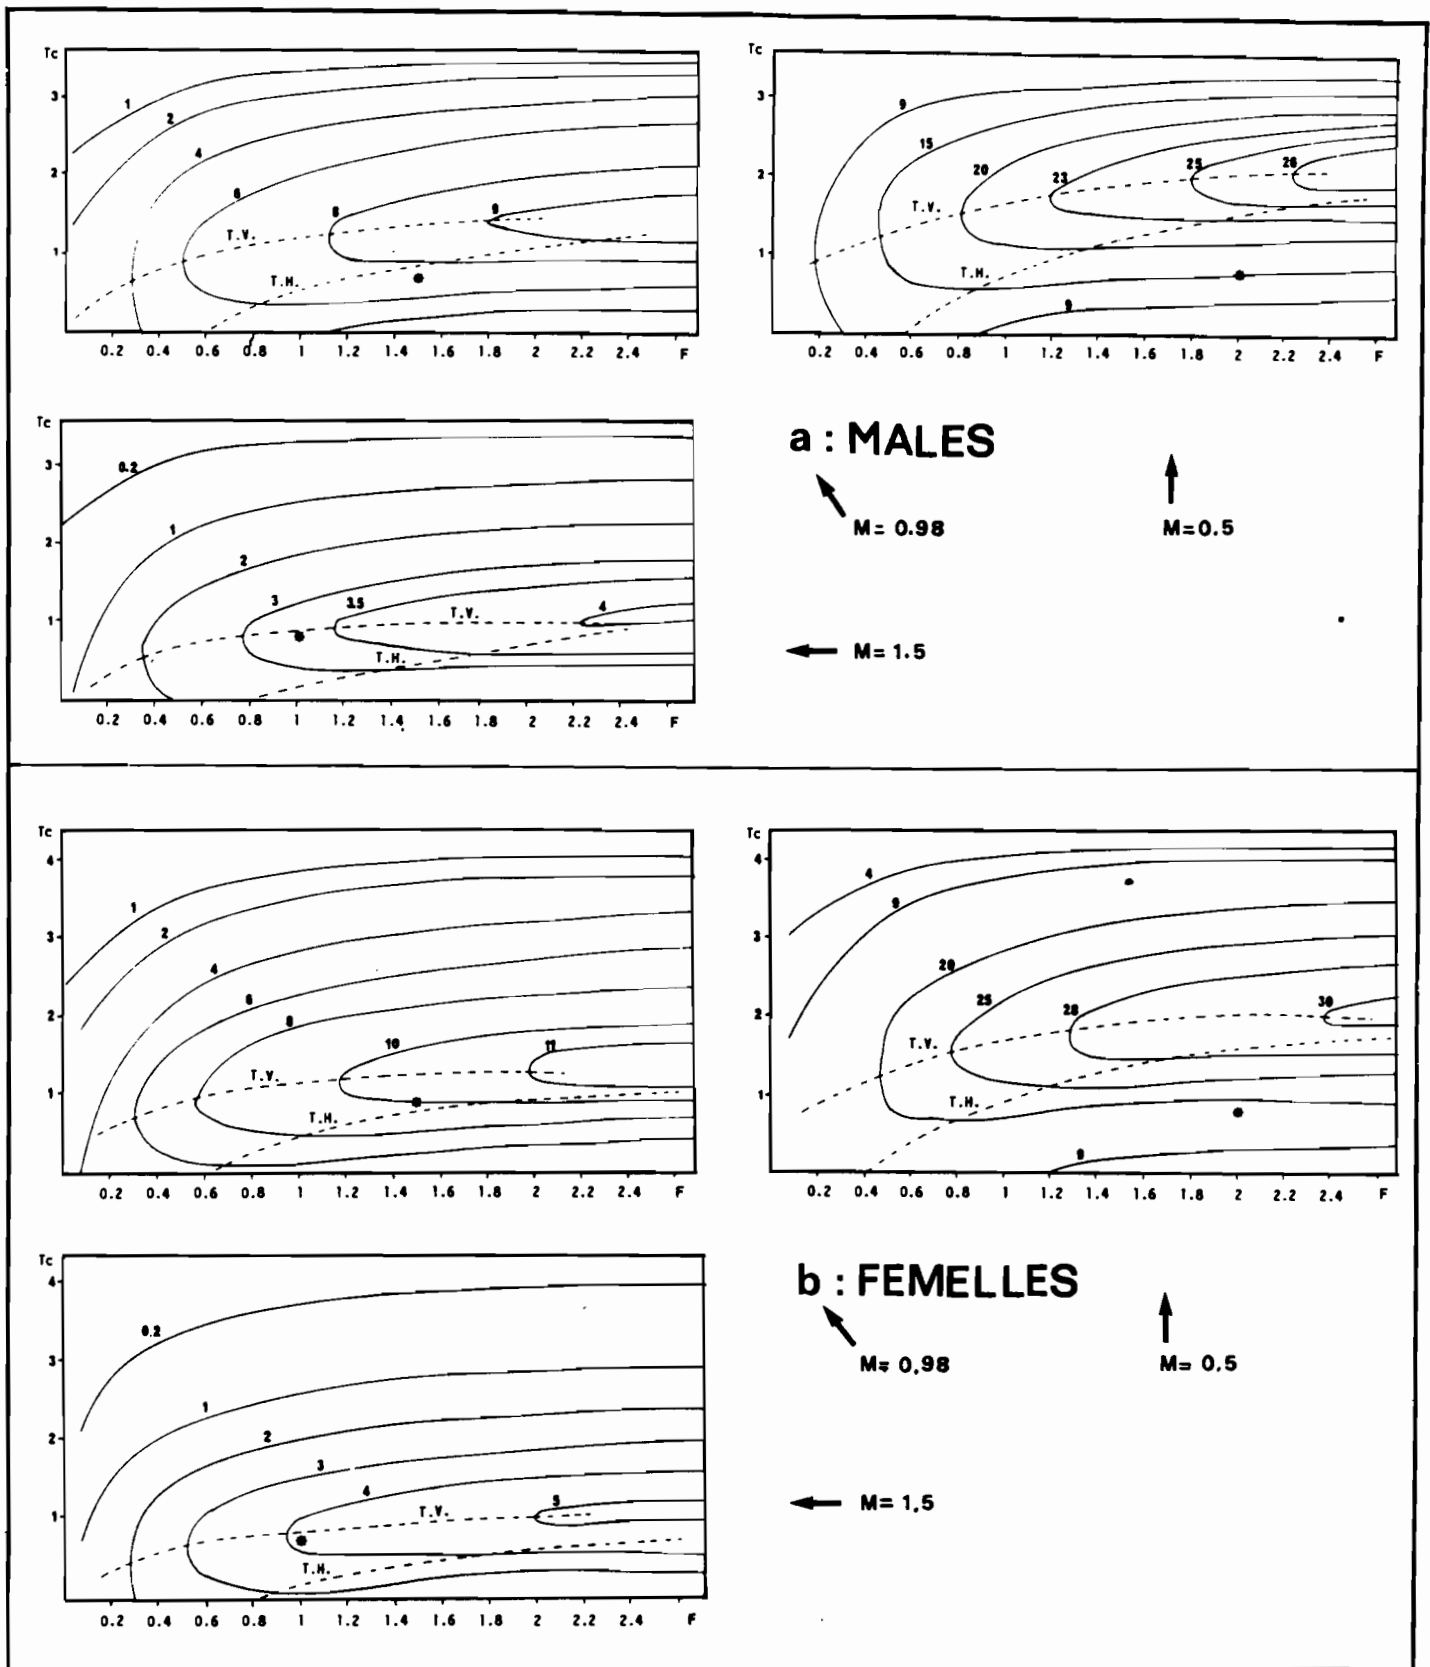 Tc
3
2
1
1
2
4
6
8
9
T.V.
T.H.
0.2 0.4 0.6 0.8 1 1.2 1.4 1.6 1.8 2 2.2 2.4 F
Tc
3
2
1
9
15
20
23
25
26
T.V.
T.H.
9
0.2 0.4 0.6 0.8 1 1.2 1.4 1.6 1.8 2 2.2 2.4 F
Tc
3
2
1
0.2
1
2
3
3.5
4
T.V.
T.H.
0.2 0.4 0.6 0.8 1 1.2 1.4 1.6 1.8 2 2.2 2.4 F
a : MALES
M= 0.98
M=0.5
M= 1.5
Tc
4
3
2
1
1
2
4
6
8
10
11
T.V.
T.H.
0.2 0.4 0.6 0.8 1 1.2 1.4 1.6 1.8 2 2.2 2.4 F
Tc
4
3
2
1
4
9
20
25
28
30
T.V.
T.H.
9
0.2 0.4 0.6 0.8 1 1.2 1.4 1.6 1.8 2 2.2 2.4 F
Tc
4
3
2
1
0.2
1
2
3
4
5
T.V.
T.H.
0.2 0.4 0.6 0.8 1 1.2 1.4 1.6 1.8 2 2.2 2.4 F
b : FEMELLES
M= 0,98
M= 0.5
M= 1,5